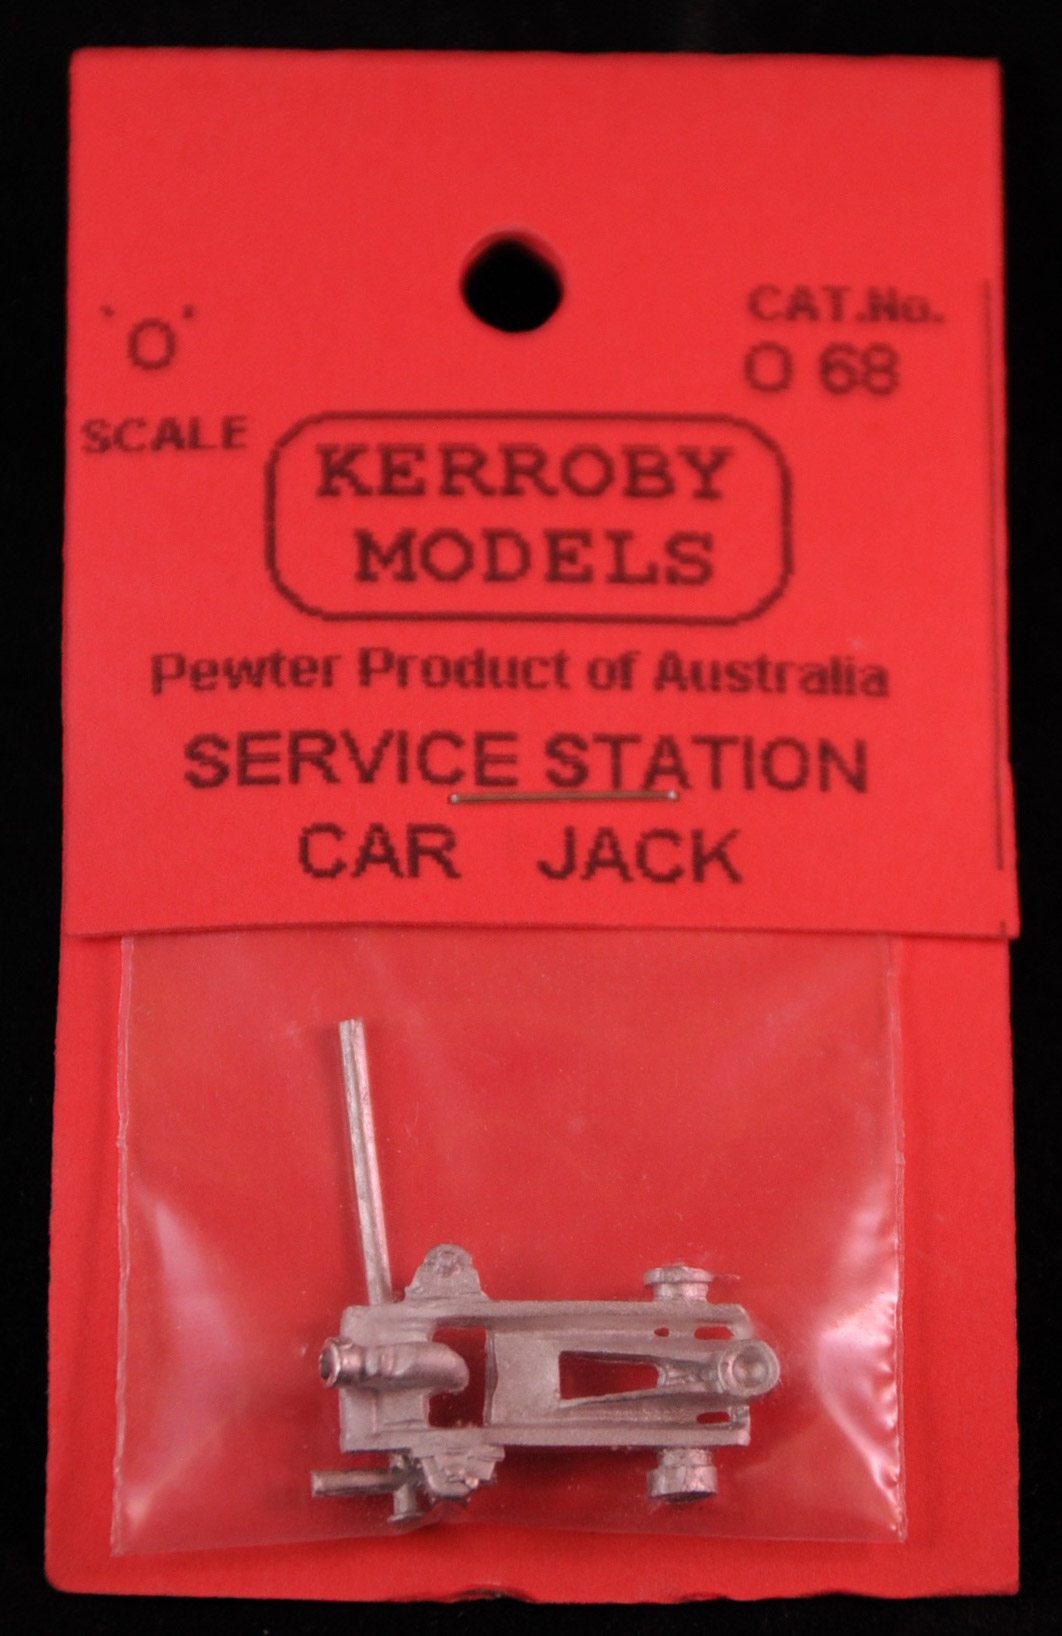 'O'
SCALE
CAT.No.
O 68
KERROBY
MODELS
Pewter Product of Australia
SERVICE STATION
CAR JACK